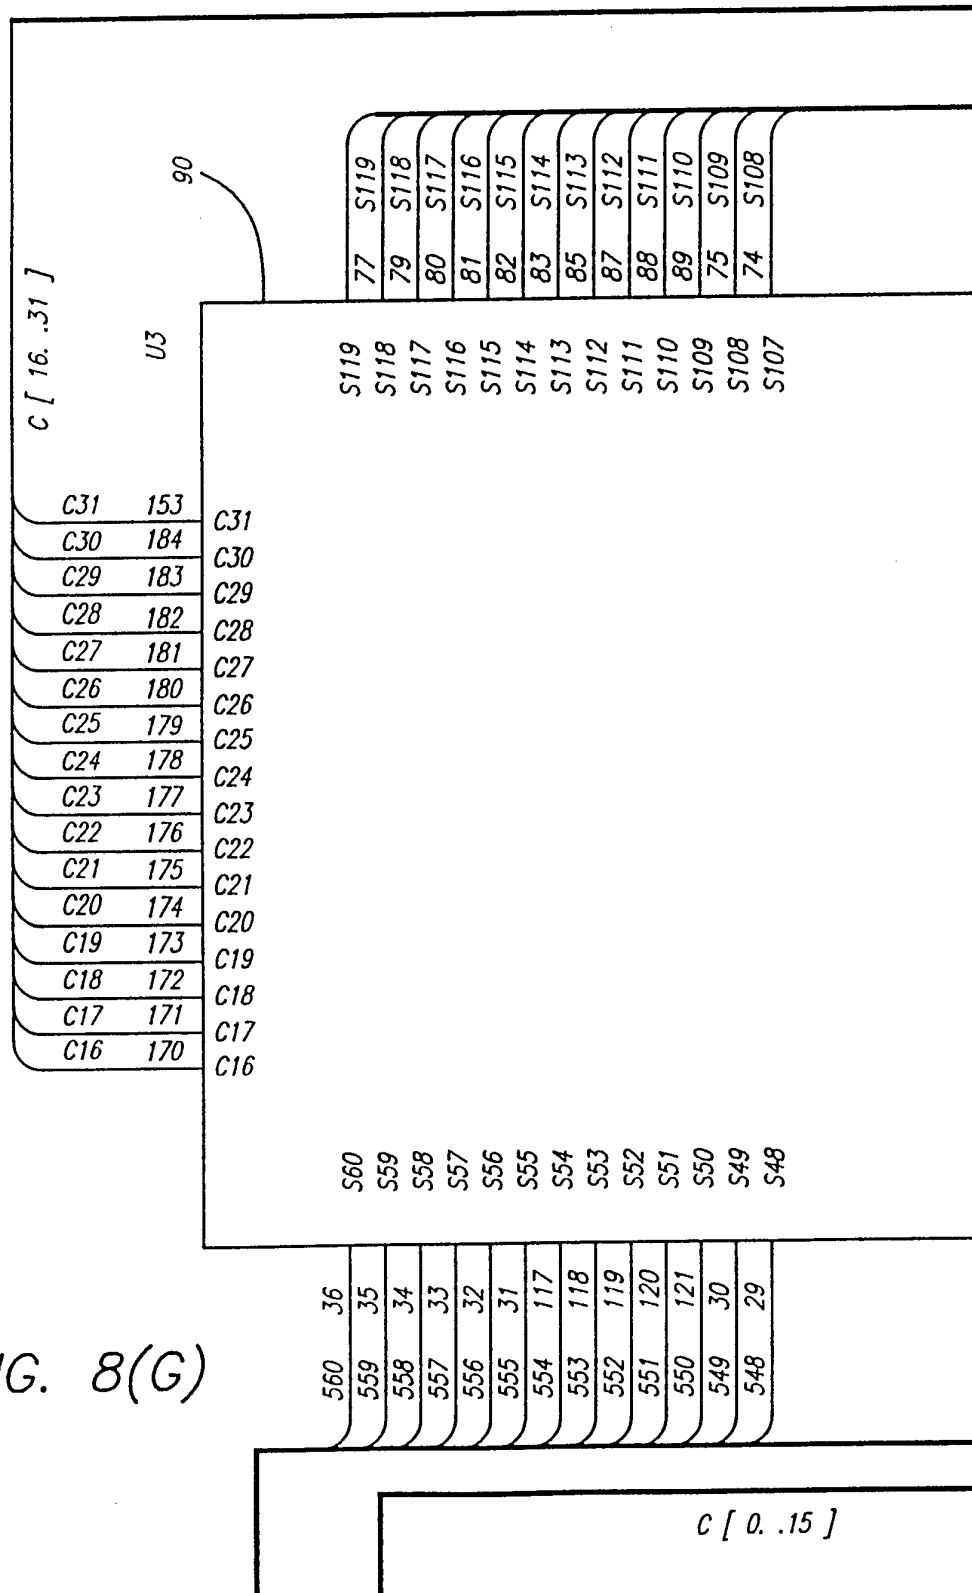 C [ 16. .31 ]
U3
90
77 S119
79 S118
80 S117
81 S116
82 S115
83 S114
85 S113
87 S112
88 S111
89 S110
75 S109
74 S108
S119
S118
S117
S116
S115
S114
S113
S112
S111
S110
S109
S108
S107
C31 153 C31
C30 184 C30
C29 183 C29
C28 182 C28
C27 181 C27
C26 180 C26
C25 179 C25
C24 178 C24
C23 177 C23
C22 176 C22
C21 175 C21
C20 174 C20
C19 173 C19
C18 172 C18
C17 171 C17
C16 170 C16
S60
S59
S58
S57
S56
S55
S54
S53
S52
S51
S50
S49
S48
560 36
559 35
558 34
557 33
556 32
555 31
554 117
553 118
552 119
551 120
550 121
549 30
548 29
IG. 8(G)
C [ 0. .15 ]